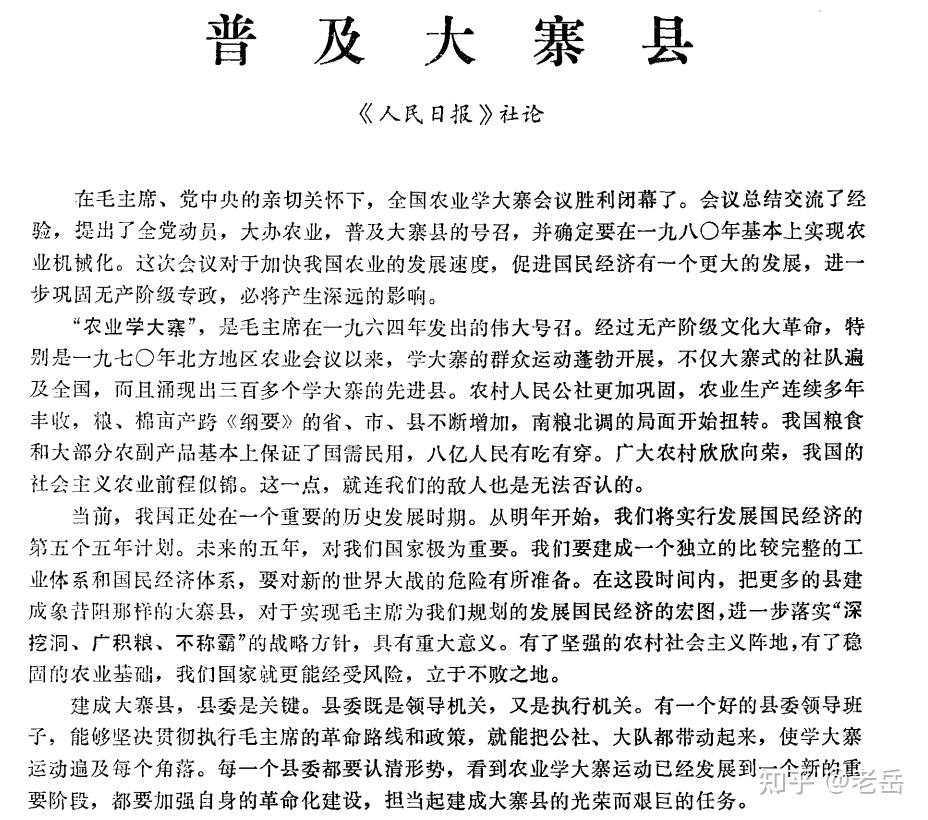 普及大寨县
《人民日报》社论
在毛主席、党中央的亲切关怀下，全国农业学大寨会议胜利闭幕了。会议总结交流了经
验，提出了全党动员，大办农业，普及大寨县的号召，并确定要在一九八〇年基本上实现农
业机械化。这次会议对于加快我国农业的发展速度，促进国民经济有一个更大的发展，进一
步巩固无产阶级专政，必将产生深远的影响。
“农业学大寨”，是毛主席在一九六四年发出的伟大号召。经过无产阶级文化大革命，特
别是一九七〇年北方地区农业会议以来，学大寨的群众运动蓬勃开展，不仅大寨式的社队遍
及全国，而且涌现出三百多个学大寨的先进县。农村人民公社更加巩固，农业生产连续多年
丰收，粮、棉亩产跨《纲要》的省、市、县不断增加，南粮北调的局面开始扭转。我国粮食
和大部分农副产品基本上保证了国需民用，八亿人民有吃有穿。广大农村欣欣向荣，我国的
社会主义农业前程似锦。这一点，就连我们的敌人也是无法否认的。
当前，我国正处在一个重要的历史发展时期。从明年开始，我们将实行发展国民经济的
第五个五年计划。未来的五年，对我们国家极为重要。我们要建成一个独立的比较完整的工
业体系和国民经济体系，要对新的世界大战的危险有所准备。在这段时间内，把更多的县建
成象昔阳那样的大寨县，对于实现毛主席为我们规划的发展国民经济的宏图，进一步落实“深
挖洞、广积粮、不称霸”的战略方针，具有重大意义。有了坚强的农村社会主义阵地，有了稳
固的农业基础，我们国家就更能经受风险，立于不败之地。
建成大寨县，县委是关键。县委既是领导机关，又是执行机关。有一个好的县委领导班
子，能够坚决贯彻执行毛主席的革命路线和政策，就能把公社、大队都带动起来，使学大寨
运动遍及每个角落。每一个县委都要认清形势，看到农业学大寨运动已经发展到一个新的重
要阶段，都要加强自身的革命化建设，担当起建成大寨县的光荣而艰巨的任务。
知乎 @老岳